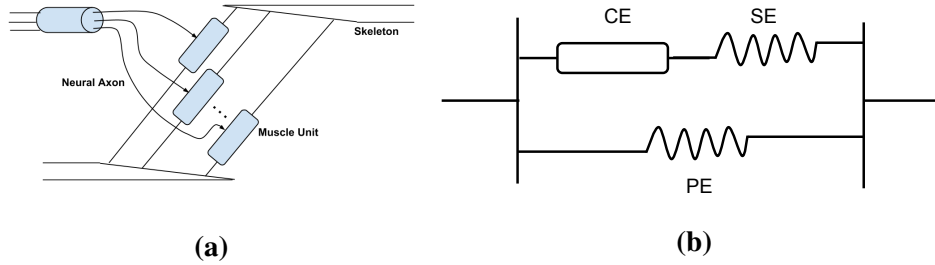 Skeleton
Neural Axon
Muscle Unit
(a)
CE SE
PE
(b)